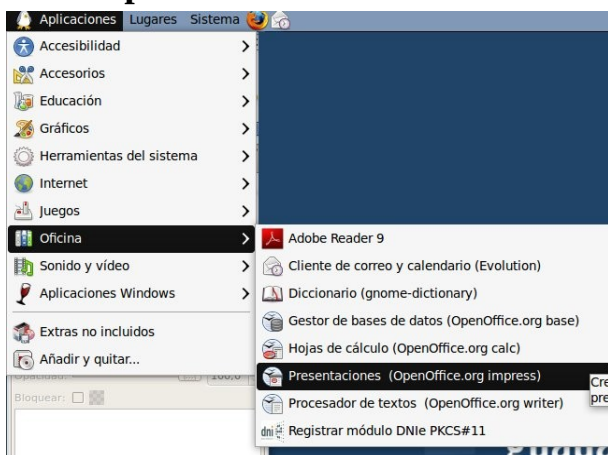 Aplicaciones Lugares Sistema
Accesibilidad
Accesorios
Educación
Gráficos
Herramientas del sistema
Internet
Juegos
Oficina
Sonido y vídeo
Aplicaciones Windows
Extras no incluidos
Añadir y quitar...
Adobe Reader 9
Cliente de correo y calendario (Evolution)
Diccionario (gnome-dictionary)
Gestor de bases de datos (OpenOffice.org base)
Hojas de cálculo (OpenOffice.org calc)
Presentaciones (OpenOffice.org impress)
Procesador de textos (OpenOffice.org writer)
dni Registrar módulo DNIe PKCS#11
Cre
pre
Bloquear: